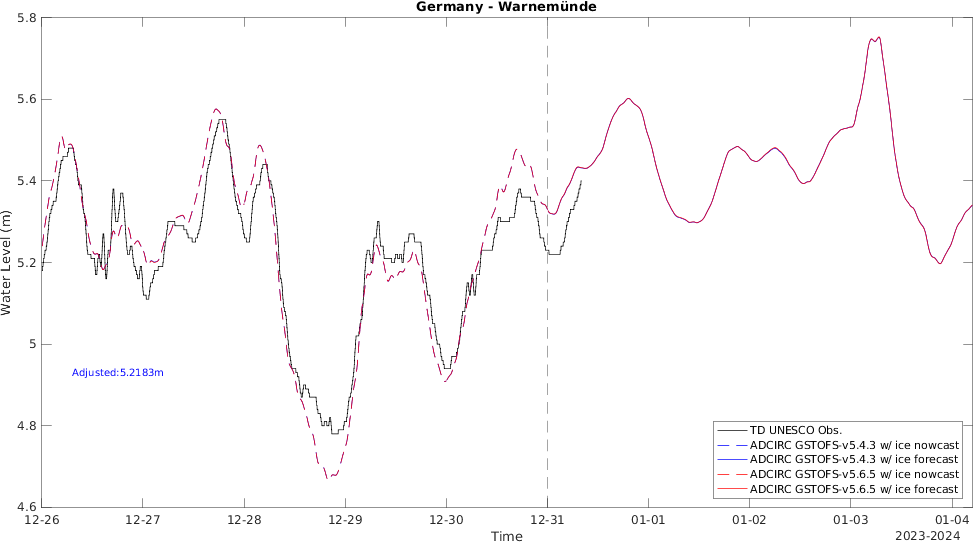 Germany - Warnemünde
Water Level (m)
5.8
5.6
5.4
5.2
5
4.8
4.6
Adjusted:5.2183m
TD UNESCO Obs.
ADCIRC GSTOFS-v5.4.3 w/ ice nowcast
ADCIRC GSTOFS-v5.4.3 w/ ice forecast
ADCIRC GSTOFS-v5.6.5 w/ ice nowcast
ADCIRC GSTOFS-v5.6.5 w/ ice forecast
12-26 12-27 12-28 12-29 12-30 12-31 01-01 01-02 01-03 01-04
Time
2023-2024